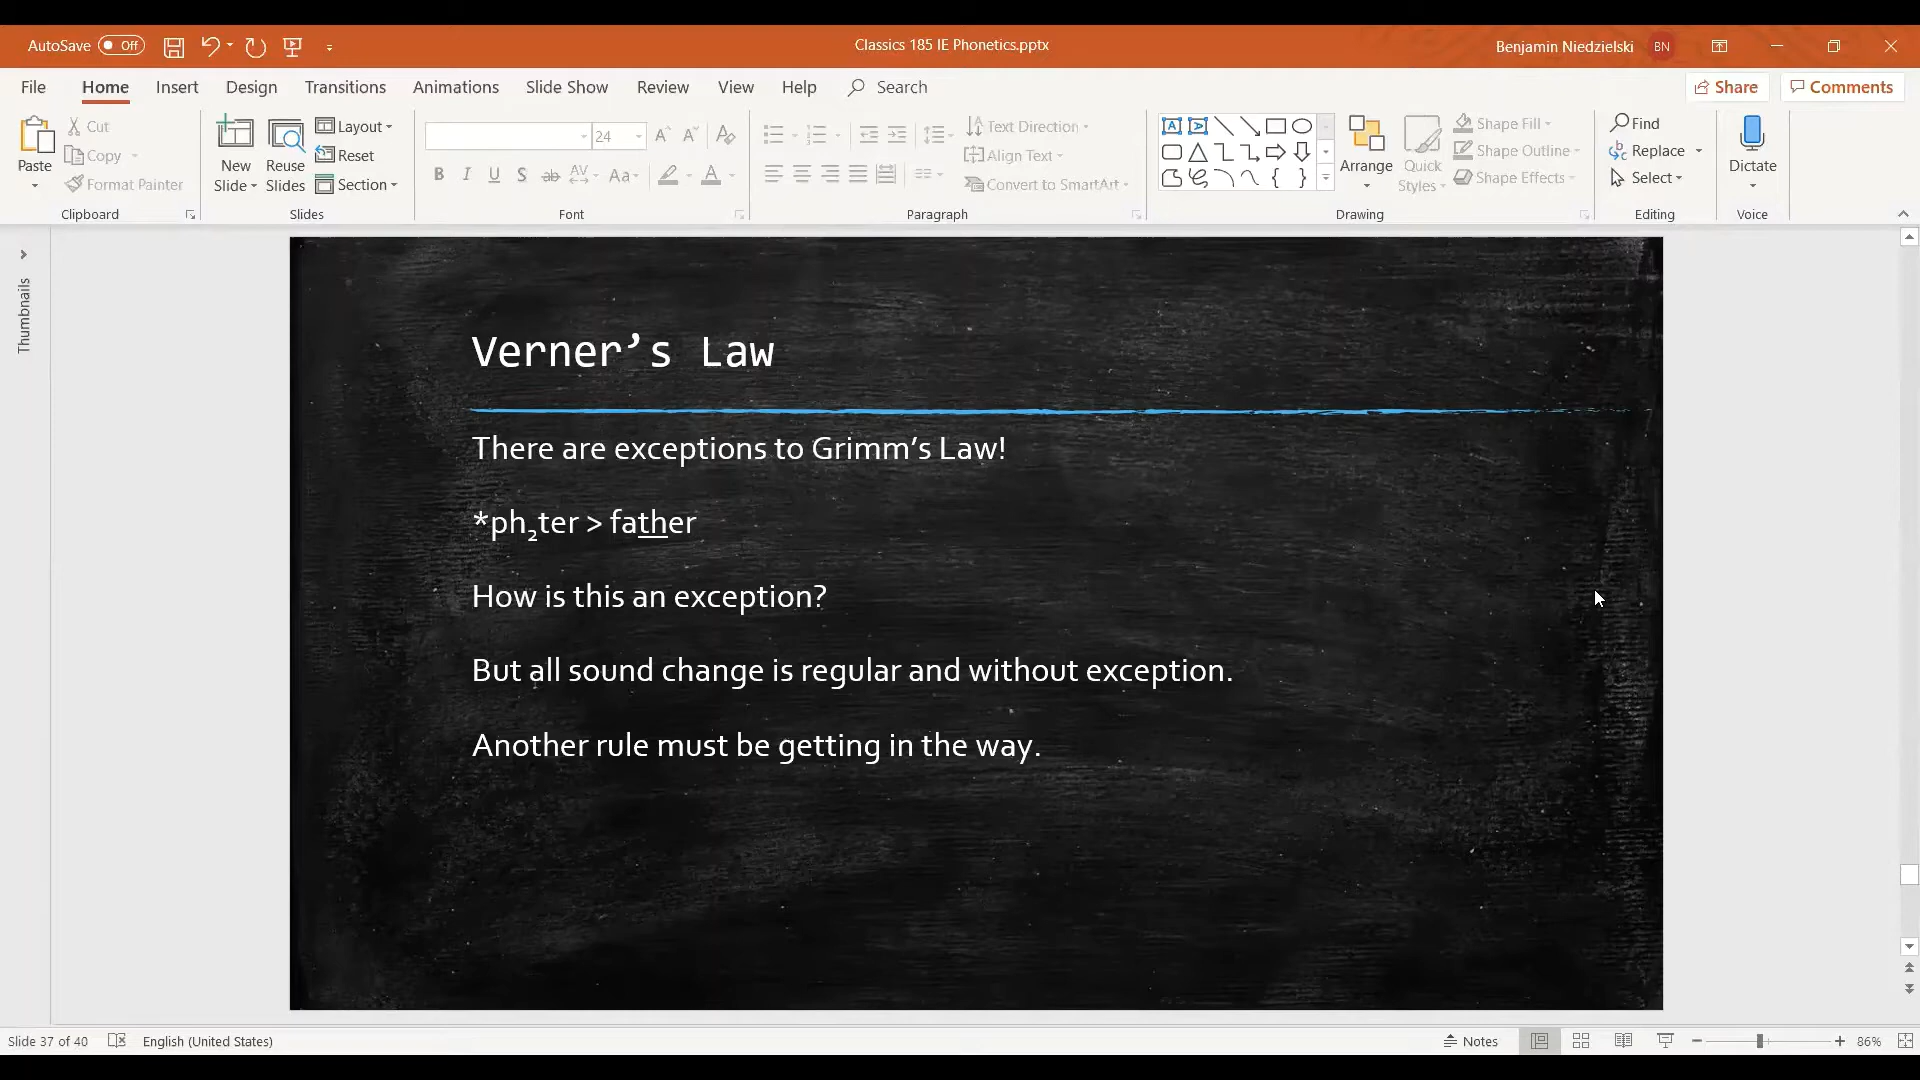 AutoSave Off
Classics 185 IE Phonetics.pptx
Benjamin Niedzielski BN
File Home Insert Design Transitions Animations Slide Show Review View Help Search
Share Comments
Paste
Cut
Copy
Format Painter
Clipboard
New Slide
Reuse Slides
Layout
Reset
Section
Slides
24
B I U S ab AV Aa A
Font
Text Direction
Align Text
Convert to SmartArt
Paragraph
Arrange
Quick Styles
Shape Fill
Shape Outline
Shape Effects
Drawing
Find
Replace
Select
Editing
Dictate
Voice
Thumbnails
Verner’s Law
There are exceptions to Grimm’s Law!
*ph₂ter > father
How is this an exception?
But all sound change is regular and without exception.
Another rule must be getting in the way.
Slide 37 of 40 English (United States) Notes 86%